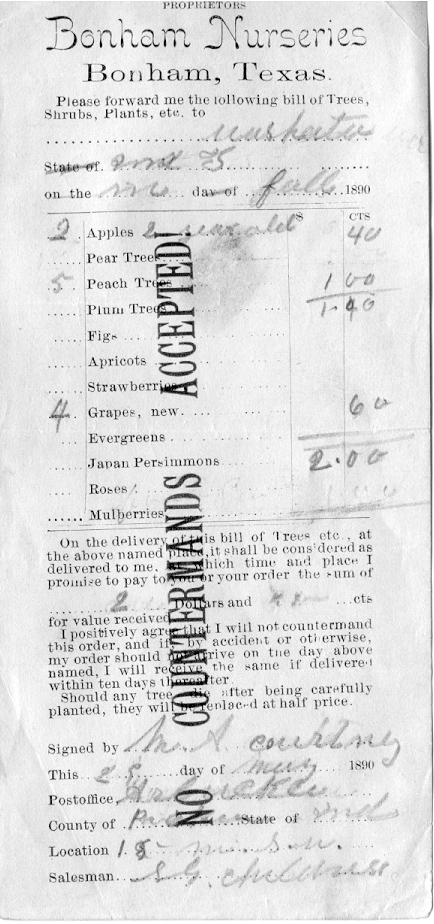 PROPRIETORS
Bonham Nurseries
Bonham, Texas.
Please forward me the following bill of Trees,
Shrubs, Plants, etc. to
State of
on the day of fall 1890
$ CTS
2 Apples 2 40
Pear Trees
5 Peach Trees 1 00
Plum Trees 1.40
Figs
Apricots
Strawberries
4 Grapes, new. 60
Evergreens
Japan Persimmons 2.00
Roses
Mulberries
On the delivery of this bill of Trees etc., at
the above named place, it shall be considered as
delivered to me, at which time and place I
promise to pay to you or your order the sum of
2 Dollars and cts
for value received.
I positively agree that I will not countermand
this order, and if by accident or otherwise,
my order should not arrive on the day above
named, I will receive the same if delivered
within ten days thereafter.
Should any tree die after being carefully
planted, they will be replaced at half price.
NO COUNTERMANDS ACCEPTED!
Signed by courtney
This day of may 1890
Postoffice
County of State of
Location
Salesman